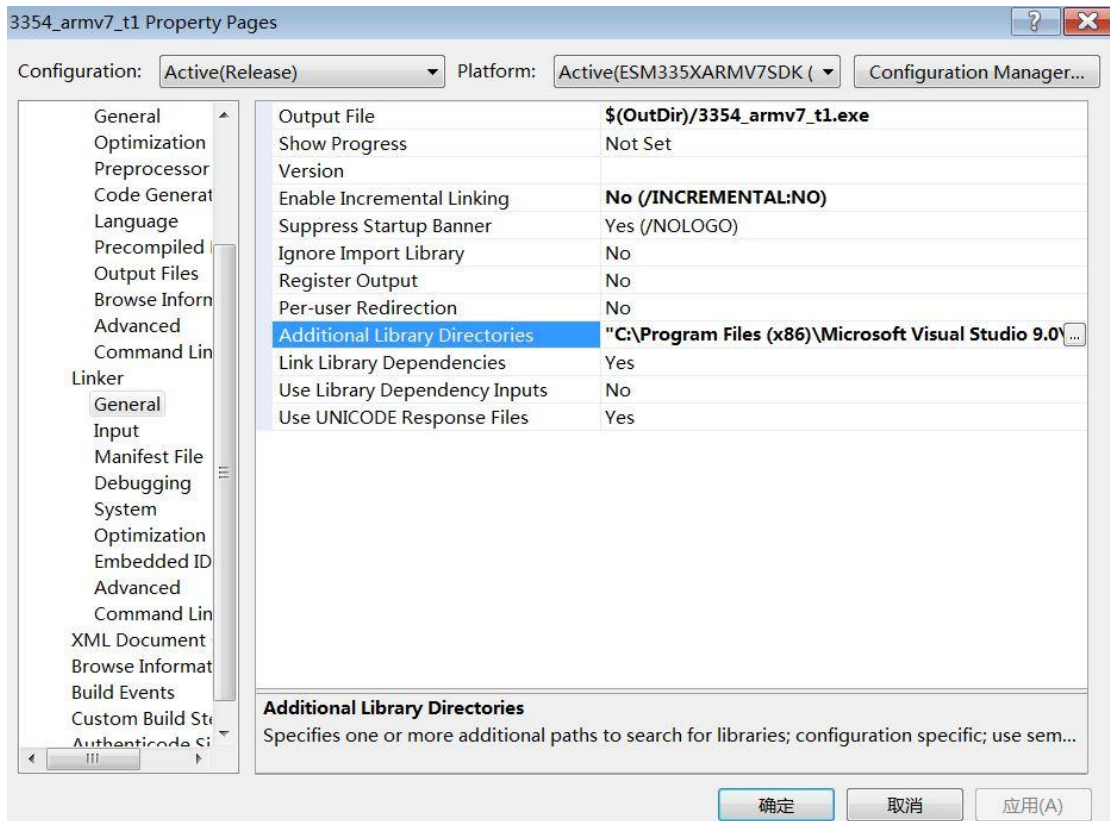 3354_armv7_t1 Property Pages
Configuration: Active(Release) Platform: Active(ESM335XARMV7SDK ( Configuration Manager...
General
Optimization
Preprocessor
Code Generat
Language
Precompiled
Output Files
Browse Inform
Advanced
Command Lin
Linker
General
Input
Manifest File
Debugging
System
Optimization
Embedded ID
Advanced
Command Lin
XML Document
Browse Informat
Build Events
Custom Build Ste
Authenticode Si
Output File $(OutDir)/3354_armv7_t1.exe
Show Progress Not Set
Version
Enable Incremental Linking No (/INCREMENTAL:NO)
Suppress Startup Banner Yes (/NOLOGO)
Ignore Import Library No
Register Output No
Per-user Redirection No
Additional Library Directories "C:\Program Files (x86)\Microsoft Visual Studio 9.0\ ...
Link Library Dependencies Yes
Use Library Dependency Inputs No
Use UNICODE Response Files Yes
Additional Library Directories
Specifies one or more additional paths to search for libraries; configuration specific; use sem...
确定 取消 应用(A)